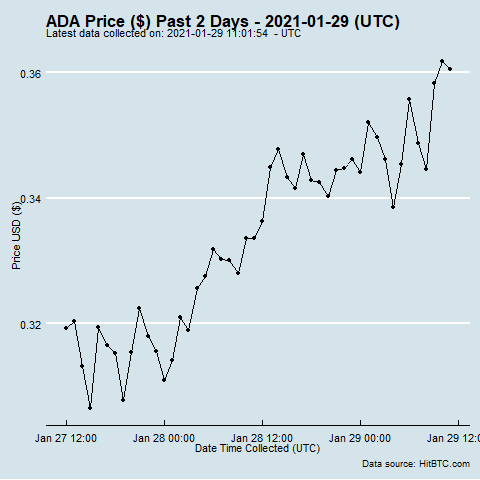 ADA Price ($) Past 2 Days - 2021-01-29 (UTC)
Latest data collected on: 2021-01-29 11:01:54  - UTC
0.36
0.34
0.32
Price USD ($)
Jan 27 12:00 Jan 28 00:00 Jan 28 12:00 Jan 29 00:00 Jan 29 12:00
Date Time Collected (UTC)
Data source: HitBTC.com